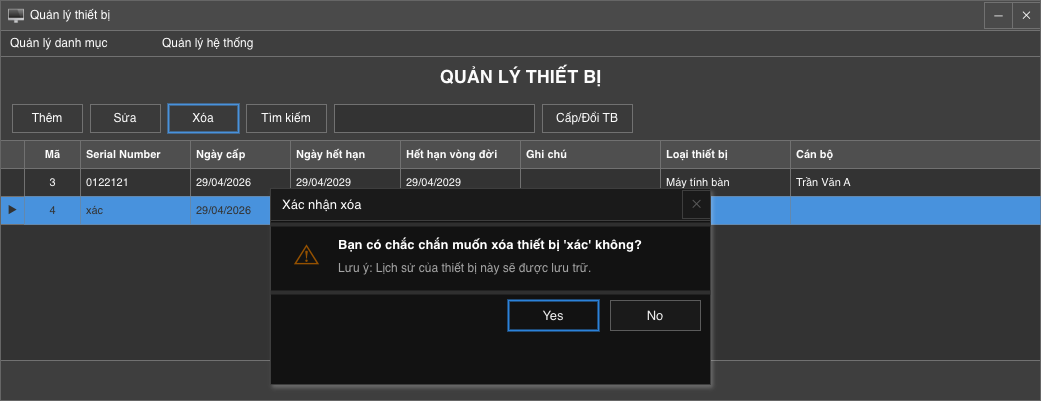 Quản lý thiết bị
Quản lý danh mục Quản lý hệ thống
QUẢN LÝ THIẾT BỊ
Thêm Sửa Xóa Tìm kiếm Cấp/Đổi TB
Mã Serial Number Ngày cấp Ngày hết hạn Hết hạn vòng đời Ghi chú Loại thiết bị Cán bộ
3 0122121 29/04/2026 29/04/2029 29/04/2029 Máy tính bàn Trần Văn A
4 xác 29/04/2026
Xác nhận xóa
Bạn có chắc chắn muốn xóa thiết bị 'xác' không?
Lưu ý: Lịch sử của thiết bị này sẽ được lưu trữ.
Yes No